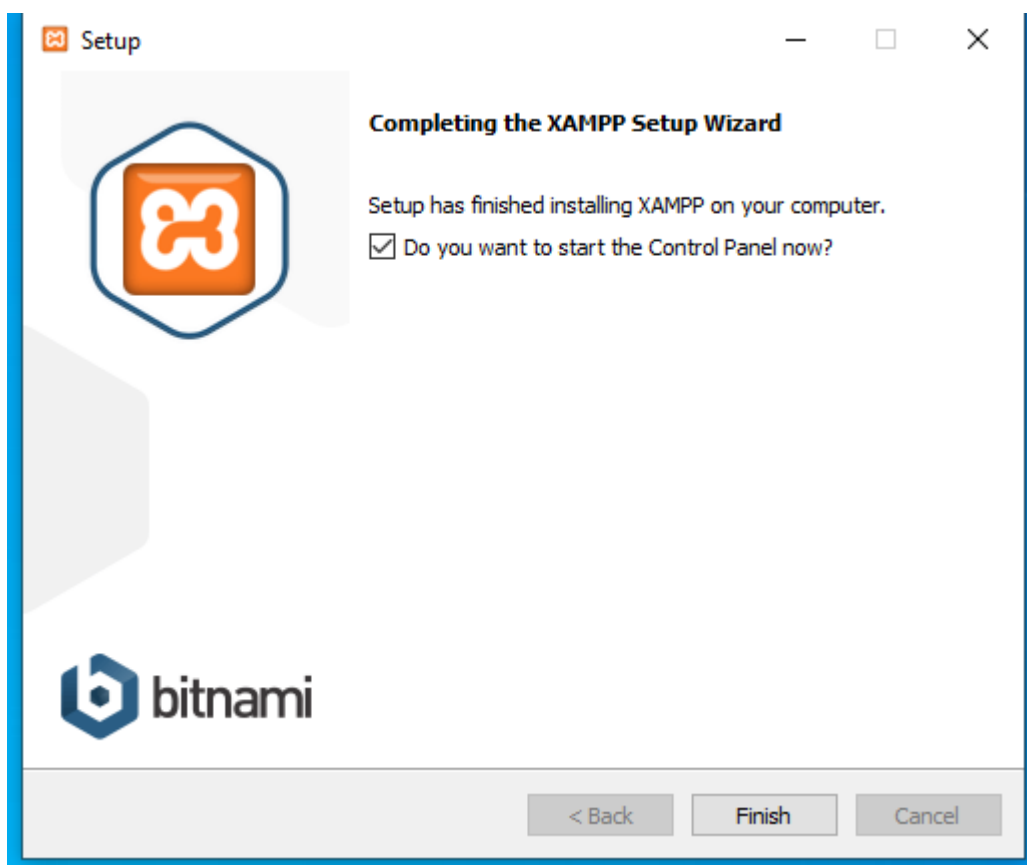 Setup
Completing the XAMPP Setup Wizard
Setup has finished installing XAMPP on your computer.
Do you want to start the Control Panel now?
bitnami
< Back
Finish
Cancel